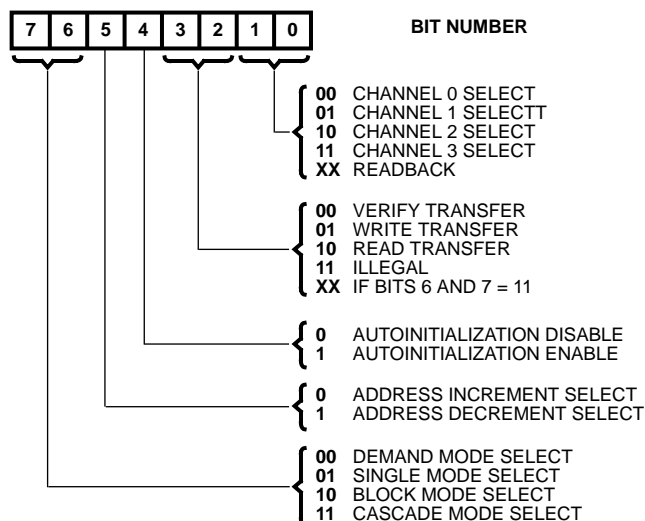 7 6 5 4 3 2 1 0 BIT NUMBER
00 CHANNEL 0 SELECT
01 CHANNEL 1 SELECTT
10 CHANNEL 2 SELECT
11 CHANNEL 3 SELECT
XX READBACK
00 VERIFY TRANSFER
01 WRITE TRANSFER
10 READ TRANSFER
11 ILLEGAL
XX IF BITS 6 AND 7 = 11
0 AUTOINITIALIZATION DISABLE
1 AUTOINITIALIZATION ENABLE
0 ADDRESS INCREMENT SELECT
1 ADDRESS DECREMENT SELECT
00 DEMAND MODE SELECT
01 SINGLE MODE SELECT
10 BLOCK MODE SELECT
11 CASCADE MODE SELECT